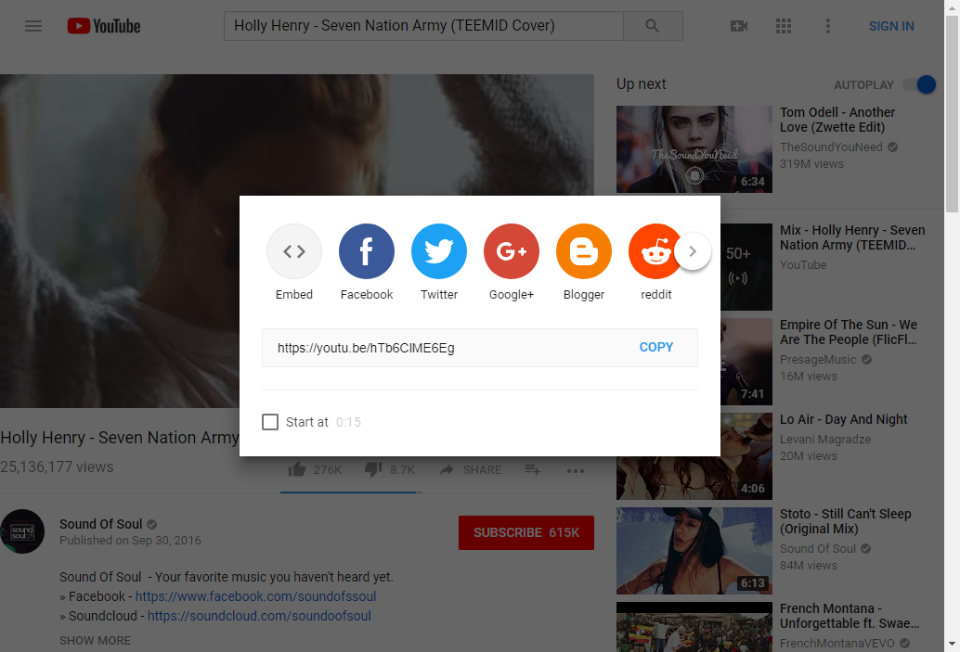 YouTube
Holly Henry - Seven Nation Army (TEEMID Cover)
SIGN IN
Up next
AUTOPLAY
TheSoundYouNeed
6:34
Tom Odell - Another
Love (Zwette Edit)
TheSoundYouNeed
319M views
50+
Mix - Holly Henry - Seven
Nation Army (TEEMID...
YouTube
Embed
Facebook
Twitter
G+
Google+
Blogger
reddit
https://youtu.be/hTb6CIME6Eg
COPY
Start at 0:15
7:41
Empire Of The Sun - We
Are The People (FlicFl...
PresageMusic
16M views
4:06
Lo Air - Day And Night
Levani Magradze
20M views
Holly Henry - Seven Nation Army
25,136,177 views
276K
8.7K
SHARE
sound
soul
Sound Of Soul
Published on Sep 30, 2016
SUBSCRIBE 615K
6:13
Stoto - Still Can't Sleep
(Original Mix)
Sound Of Soul
84M views
Sound Of Soul - Your favorite music you haven't heard yet.
» Facebook - https://www.facebook.com/soundofssoul
» Soundcloud - https://soundcloud.com/soundoofsoul
SHOW MORE
French Montana -
Unforgettable ft. Swae...
FrenchMontanaVEVO